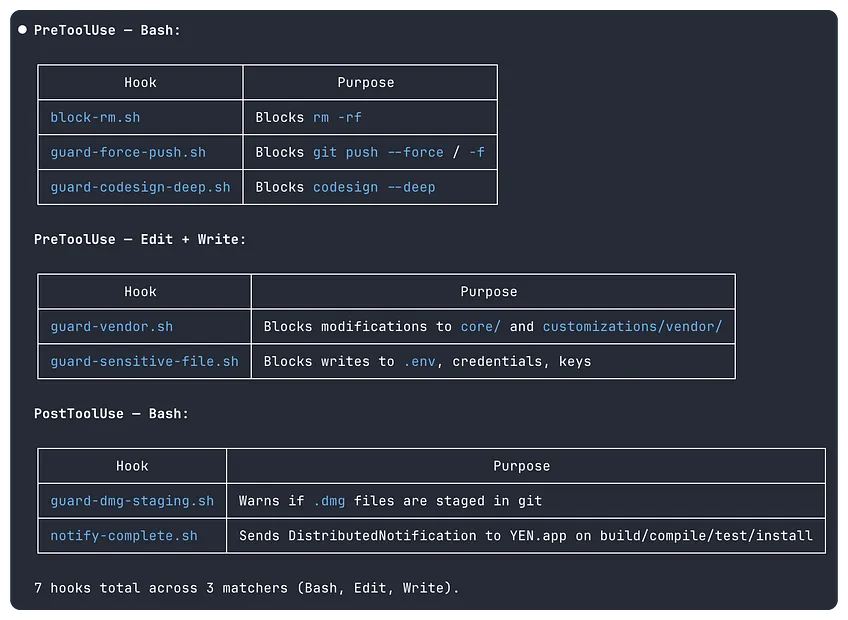 PreToolUse — Bash:
Hook Purpose
block-rm.sh Blocks rm -rf
guard-force-push.sh Blocks git push --force / -f
guard-codesign-deep.sh Blocks codesign --deep
PreToolUse — Edit + Write:
Hook Purpose
guard-vendor.sh Blocks modifications to core/ and customizations/vendor/
guard-sensitive-file.sh Blocks writes to .env, credentials, keys
PostToolUse — Bash:
Hook Purpose
guard-dmg-staging.sh Warns if .dmg files are staged in git
notify-complete.sh Sends DistributedNotification to YEN.app on build/compile/test/install
7 hooks total across 3 matchers (Bash, Edit, Write).